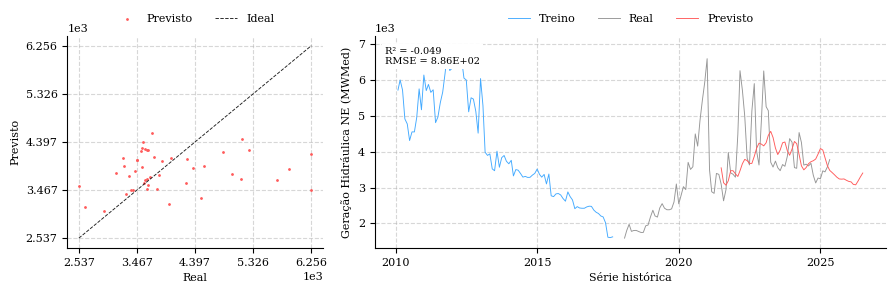 Previsto Ideal
1e3
6.256
5.326
4.397
3.467
2.537
Previsto
2.537 3.467 4.397 5.326 6.256
1e3
Real
Treino Real Previsto
1e3
R² = -0.049
RMSE = 8.86E+02
7
6
5
4
3
2
Geração Hidráulica NE (MWMed)
2010 2015 2020 2025
Série histórica